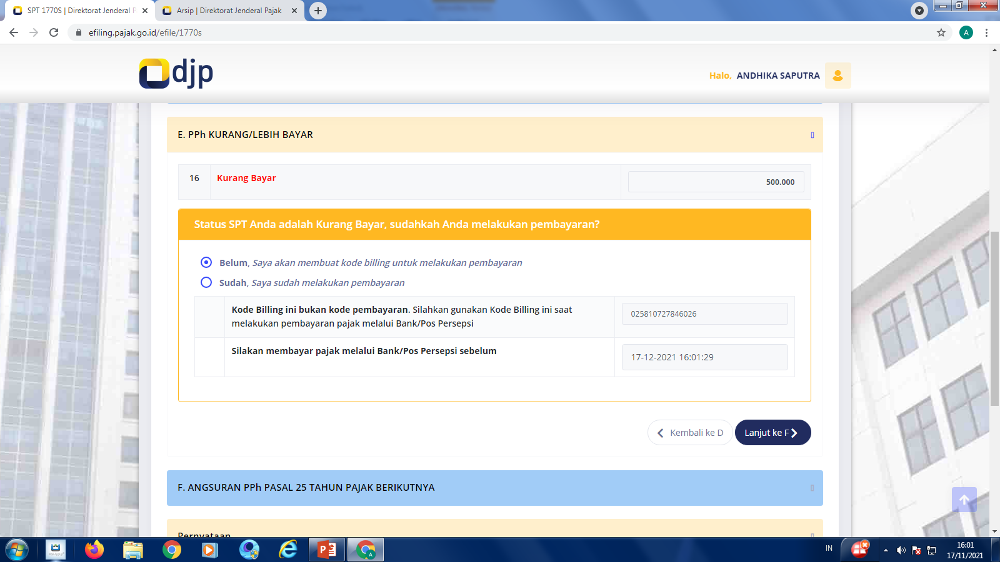 SPT 1770S | Direktorat Jenderal P
Arsip | Direktorat Jenderal Pajak
efiling.pajak.go.id/efile/1770s
A
djp
Halo, ANDHIKA SAPUTRA
E. PPh KURANG/LEBIH BAYAR
16 Kurang Bayar 500.000
Status SPT Anda adalah Kurang Bayar, sudahkah Anda melakukan pembayaran?
Belum, Saya akan membuat kode billing untuk melakukan pembayaran
Sudah, Saya sudah melakukan pembayaran
Kode Billing ini bukan kode pembayaran. Silahkan gunakan Kode Billing ini saat
melakukan pembayaran pajak melalui Bank/Pos Persepsi
025810727846026
Silakan membayar pajak melalui Bank/Pos Persepsi sebelum
17-12-2021 16:01:29
Kembali ke D
Lanjut ke F
F. ANGSURAN PPh PASAL 25 TAHUN PAJAK BERIKUTNYA
Pernyataan
IN
16:01
17/11/2021